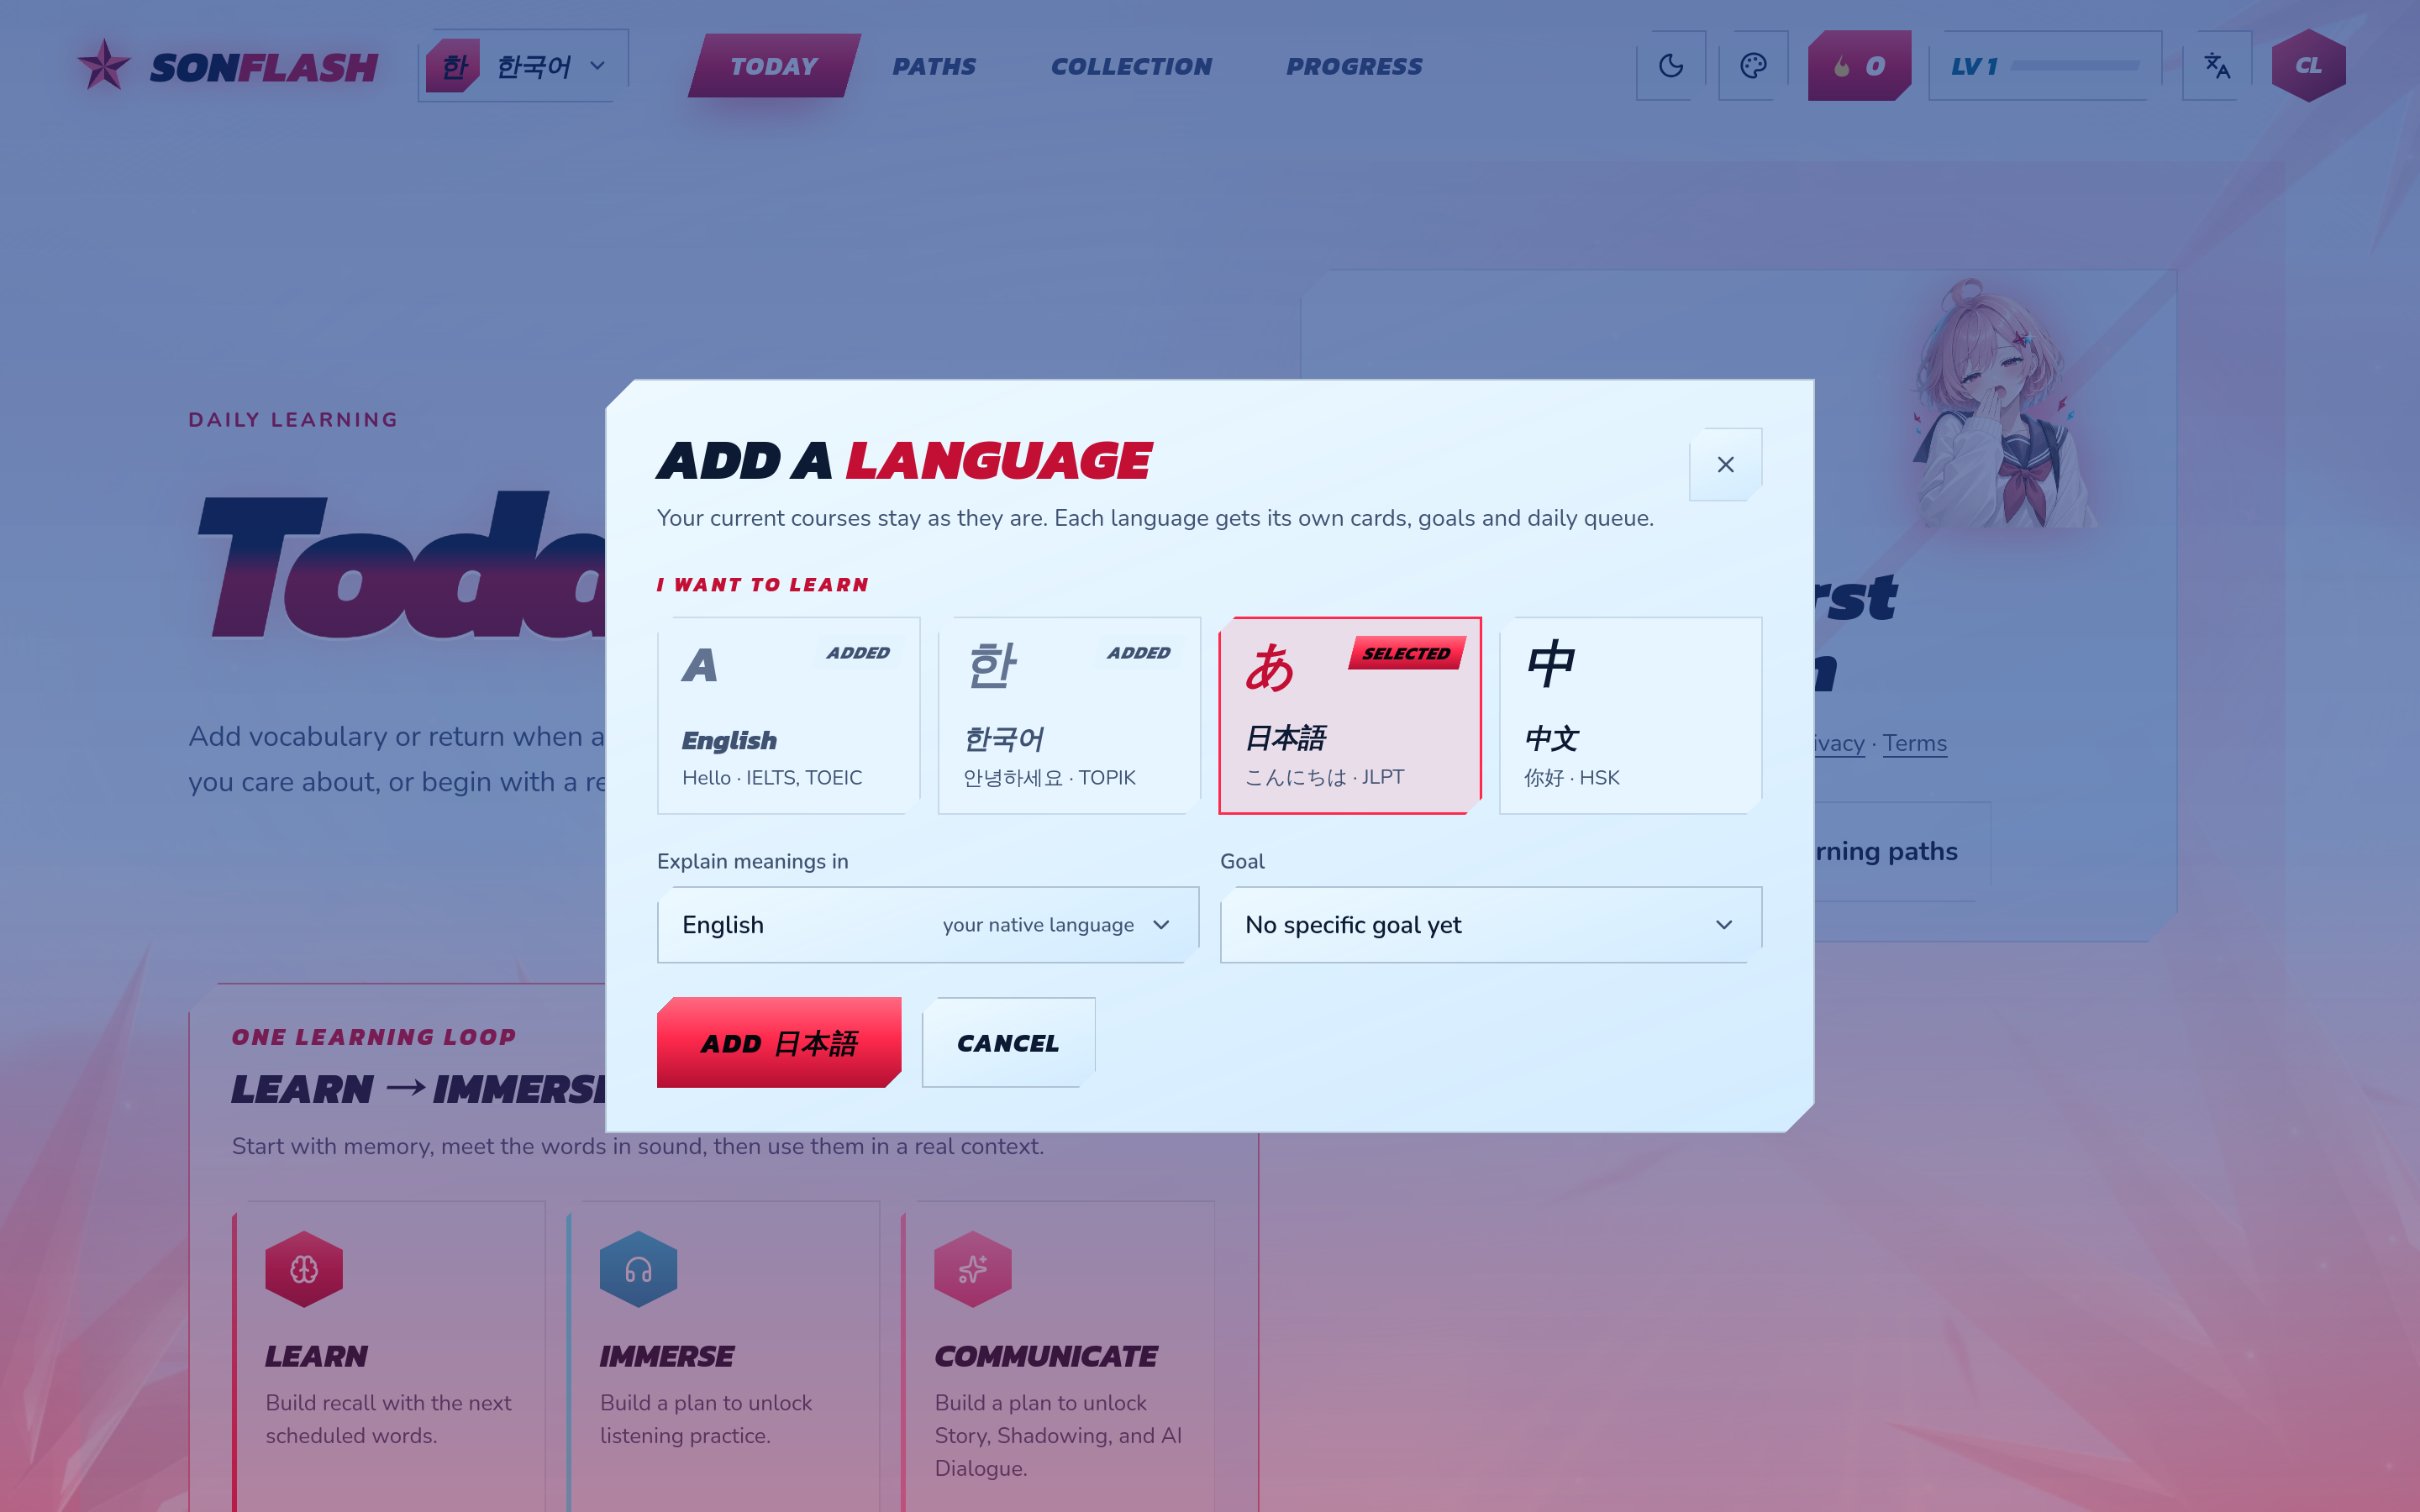 SONFLASH
한 한국어
TODAY
PATHS
COLLECTION
PROGRESS
0
LV 1
CL
DAILY LEARNING
Add vocabulary or return when a
you care about, or begin with a re
Terms
rning paths
ADD A LANGUAGE
Your current courses stay as they are. Each language gets its own cards, goals and daily queue.
I WANT TO LEARN
A ADDED
English
Hello · IELTS, TOEIC
한 ADDED
한국어
안녕하세요 · TOPIK
あ SELECTED
日本語
こんにちは · JLPT
中
中文
你好 · HSK
Explain meanings in
English your native language
Goal
No specific goal yet
ADD 日本語
CANCEL
ONE LEARNING LOOP
LEARN → IMMERSE
Start with memory, meet the words in sound, then use them in a real context.
LEARN
Build recall with the next
scheduled words.
IMMERSE
Build a plan to unlock
listening practice.
COMMUNICATE
Build a plan to unlock
Story, Shadowing, and AI
Dialogue.